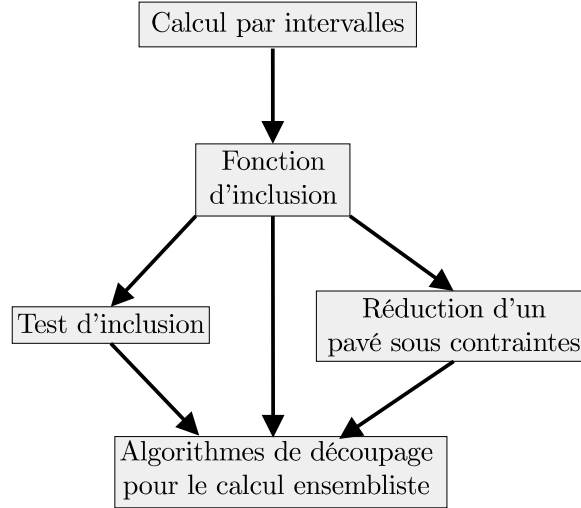 Calcul par intervalles
Fonction
d'inclusion
Test d'inclusion
Réduction d'un
pavé sous contraintes
Algorithmes de découpage
pour le calcul ensembliste